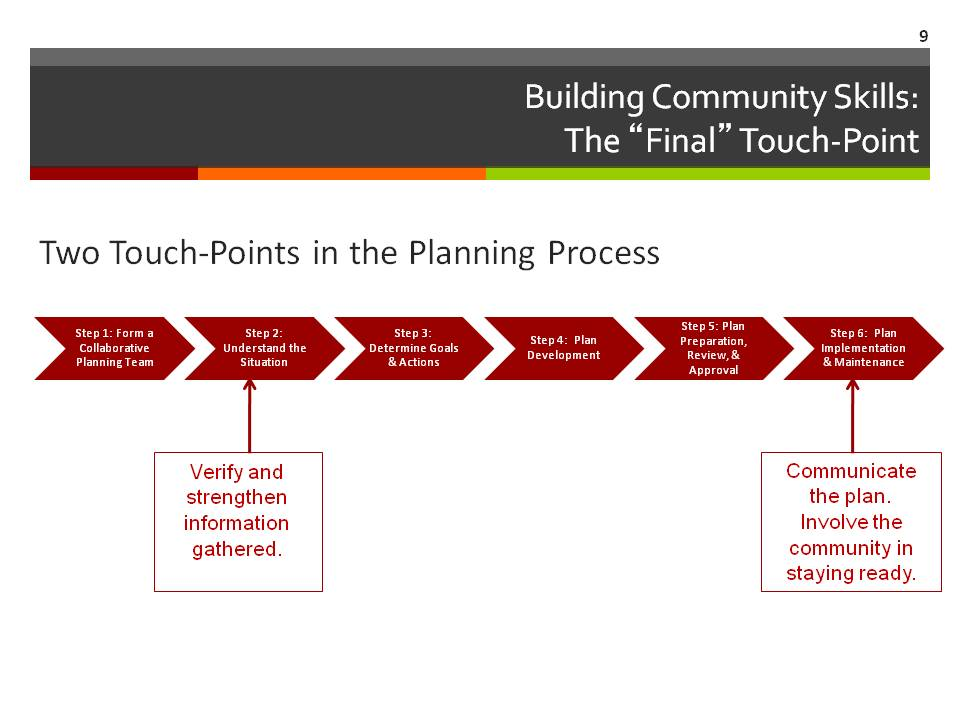 9
Building Community Skills:
The “Final” Touch-Point
Two Touch-Points in the Planning Process
Step 1: Form a
Collaborative
Planning Team
Step 2:
Understand the
Situation
Step 3:
Determine Goals
& Actions
Step 4: Plan
Development
Step 5: Plan
Preparation,
Review, &
Approval
Step 6: Plan
Implementation
& Maintenance
Verify and
strengthen
information
gathered.
Communicate
the plan.
Involve the
community in
staying ready.